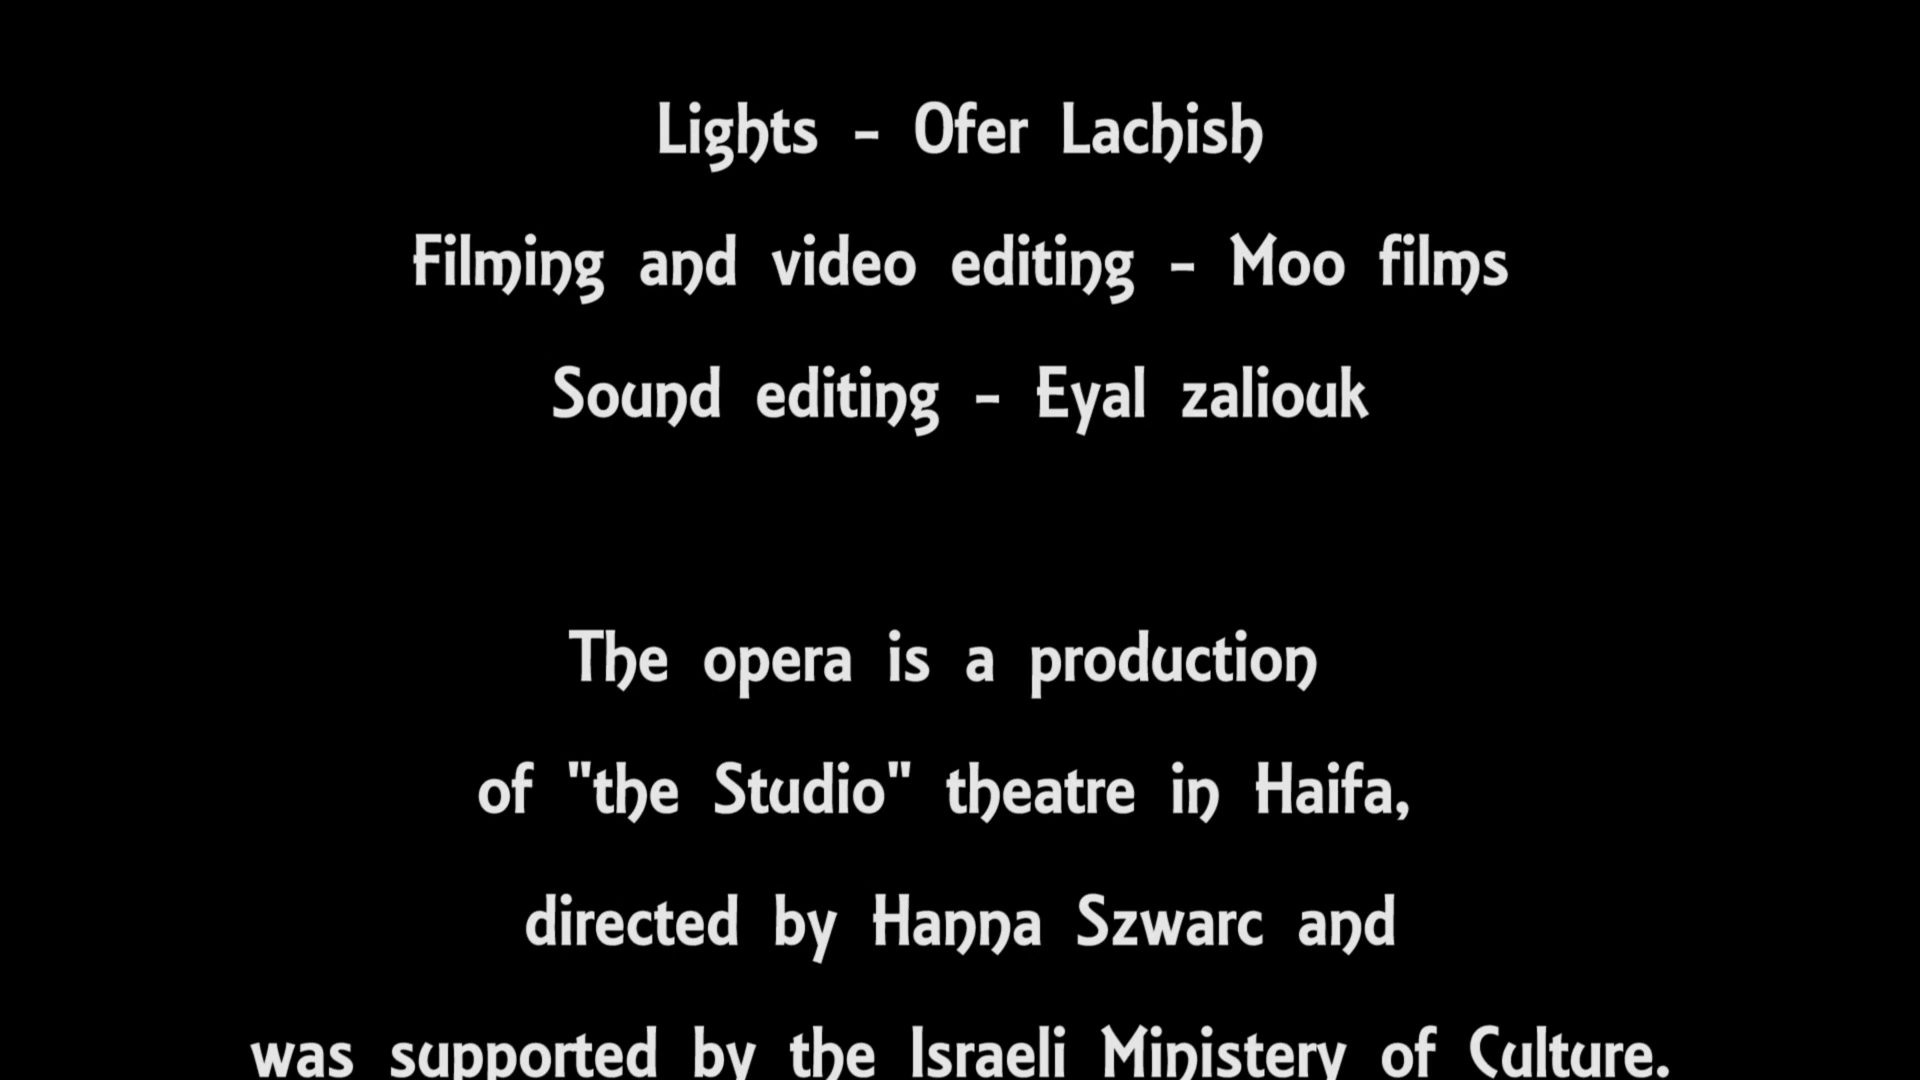 Lights - Ofer Lachish
Filming and video editing - Moo films
Sound editing - Eyal zaliouk
The opera is a production
of "the Studio" theatre in Haifa,
directed by Hanna Szwarc and
was supported by the Israeli Ministery of Culture.